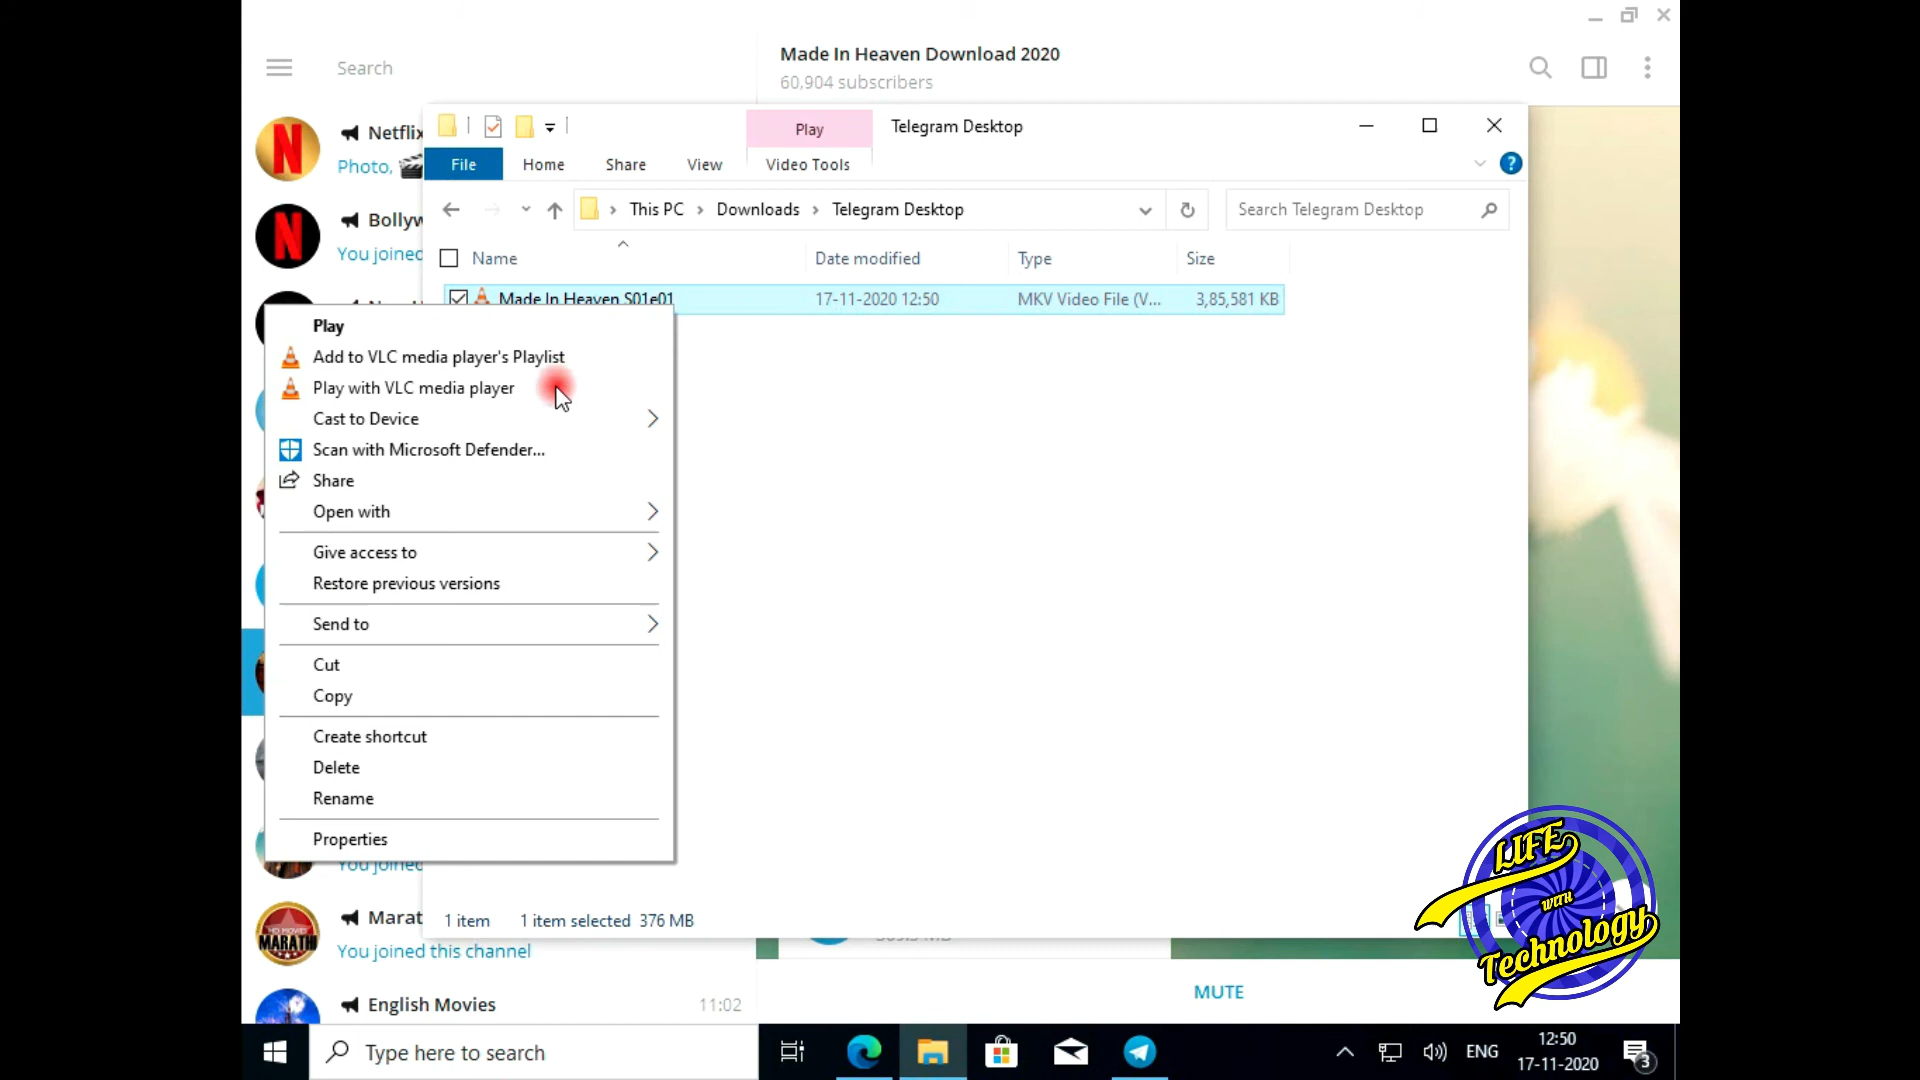 Search
Made In Heaven Download 2020
60,904 subscribers
Netflix
Photo,
Bollyw
You joined
Play
Telegram Desktop
File
Home
Share
View
Video Tools
This PC
Downloads
Telegram Desktop
Search Telegram Desktop
Name
Date modified
Type
Size
Made In Heaven S01e01
17-11-2020 12:50
MKV Video File (V...
3,85,581 KB
Play
Add to VLC media player's Playlist
Play with VLC media player
Cast to Device
Scan with Microsoft Defender...
Share
Open with
Give access to
Restore previous versions
Send to
Cut
Copy
Create shortcut
Delete
Rename
Properties
You joined
1 item
1 item selected 376 MB
Marat
HD MOVIES
MARATHI
You joined this channel
English Movies
11:02
MUTE
LIFE
WITH
Technology
Type here to search
ENG
12:50
17-11-2020
3